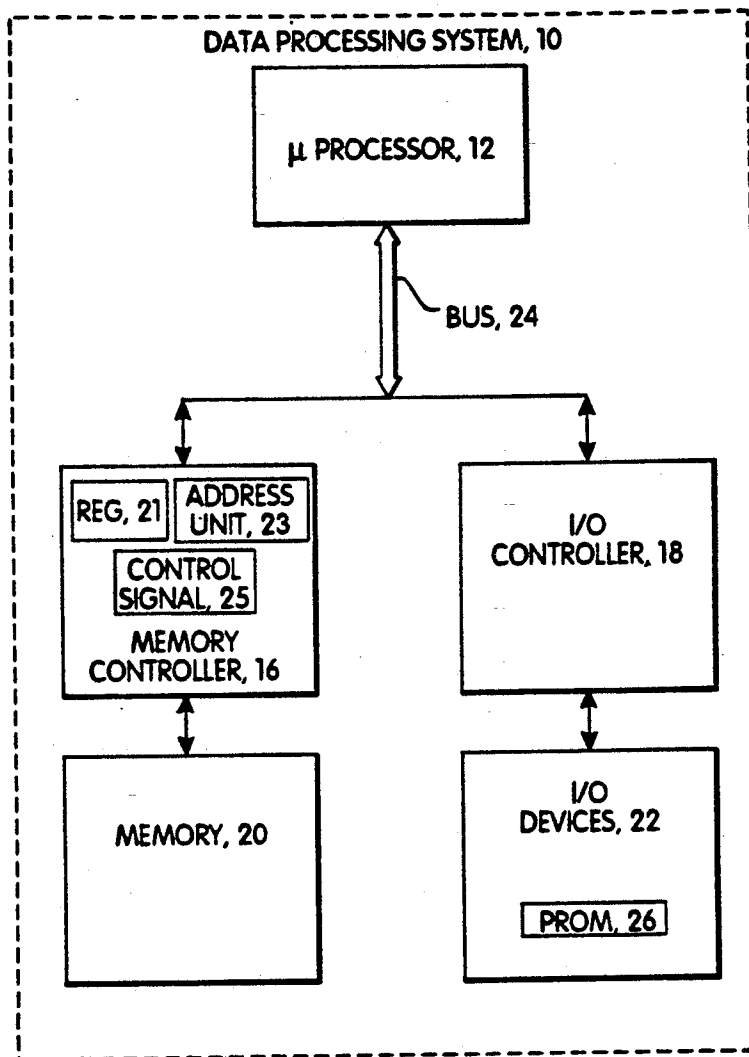 DATA PROCESSING SYSTEM, 10
μ PROCESSOR, 12
BUS, 24
REG, 21
ADDRESS
UNIT, 23
CONTROL
SIGNAL, 25
MEMORY
CONTROLLER, 16
I/O
CONTROLLER, 18
MEMORY, 20
I/O
DEVICES, 22
PROM, 26